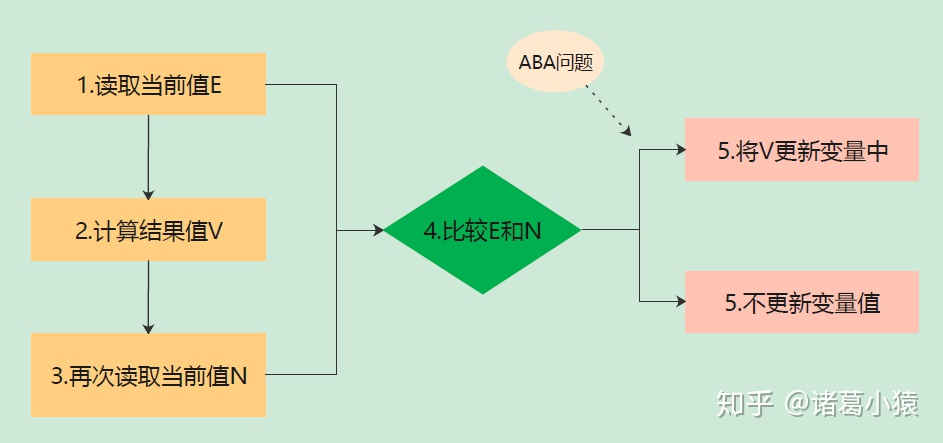 1.读取当前值E
2.计算结果值V
3.再次读取当前值N
4.比较E和N
ABA问题
5.将V更新变量中
5.不更新变量值
知乎 @诸葛小猿